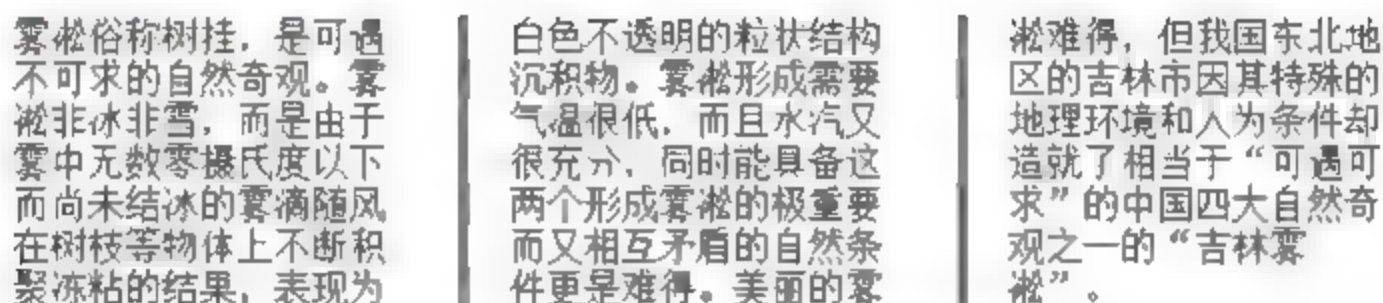 雾凇俗称树挂，是可遇
不可求的自然奇观。雾
凇非冰非雪，而是由于
雾中无数零摄氏度以下
而尚未结冰的雾滴随风
在树枝等物体上不断积
聚冻粘的结果，表现为
白色不透明的粒状结构
沉积物。雾凇形成需要
气温很低，而且水汽又
很充分，同时能具备这
两个形成雾凇的极重要
而又相互矛盾的自然条
件更是难得。美丽的雾
凇难得，但我国东北地
区的吉林市因其特殊的
地理环境和人为条件却
造就了相当于“可遇可
求”的中国四大自然奇
观之一的“吉林雾
凇”。